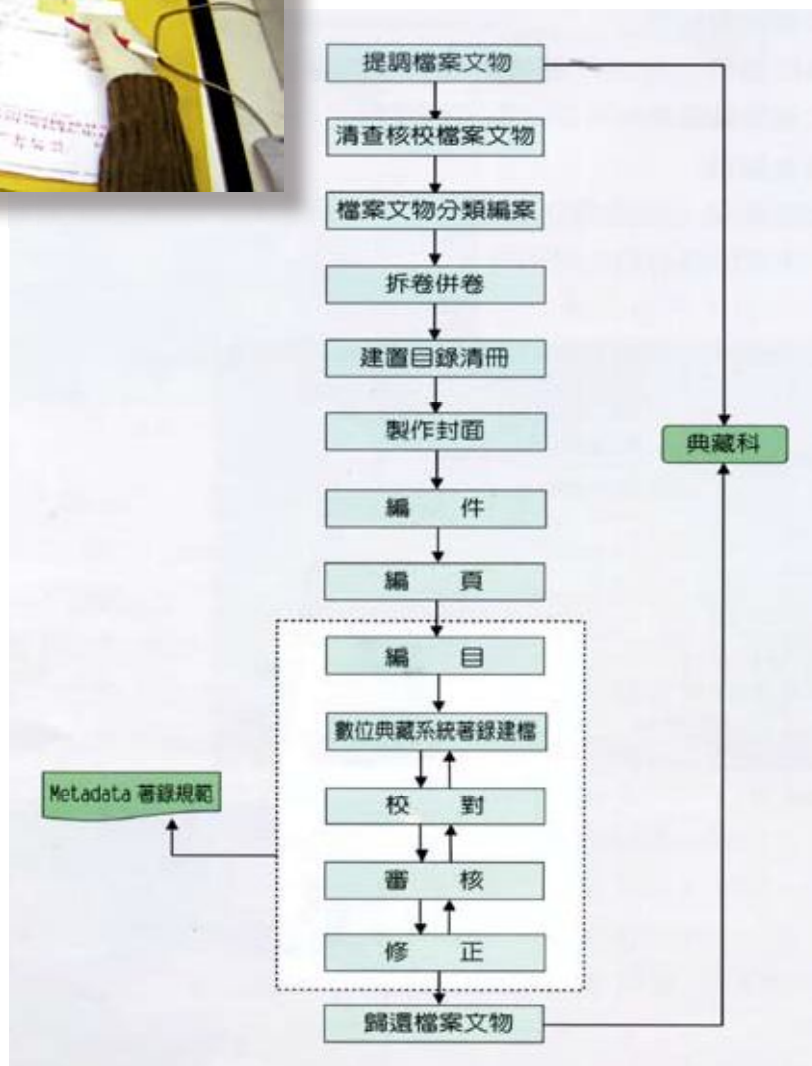 提調檔案文物
清查核校檔案文物
檔案文物分類編案
拆卷併卷
建置目錄清冊
製作封面
典藏科
編 件
編 頁
編 目
數位典藏系統著錄建檔
Metadata 著錄規範
校 對
審 核
修 正
歸還檔案文物